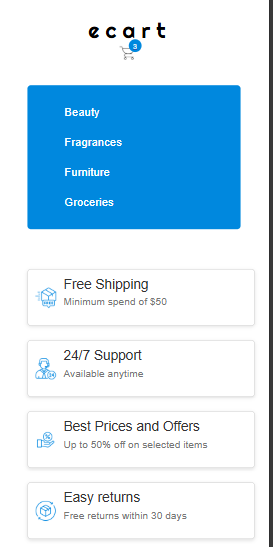 ecart
3
Beauty
Fragrances
Furniture
Groceries
Free Shipping
Minimum spend of $50
24/7 Support
Available anytime
Best Prices and Offers
Up to 50% off on selected items
Easy returns
Free returns within 30 days